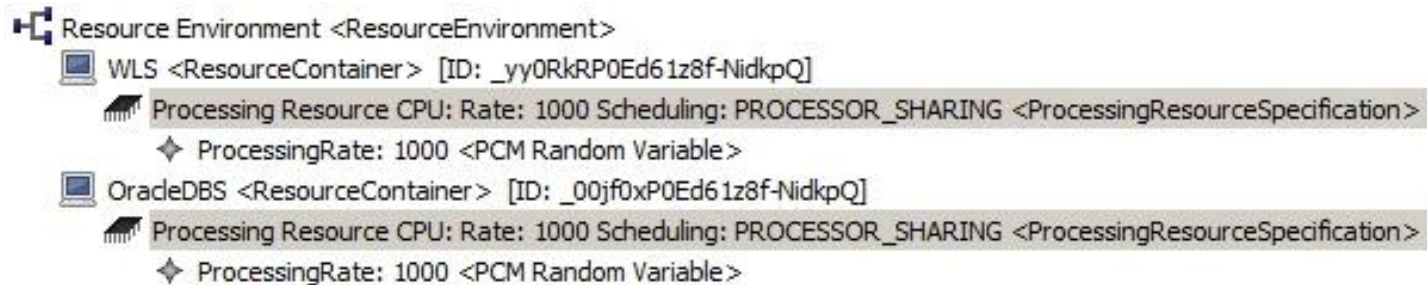 Resource Environment <ResourceEnvironment>
WLS <ResourceContainer> [ID: _yy0RkRP0Ed61z8f-NidkpQ]
Processing Resource CPU: Rate: 1000 Scheduling: PROCESSOR_SHARING <ProcessingResourceSpecification>
ProcessingRate: 1000 <PCM Random Variable>
OracleDBS <ResourceContainer> [ID: _00jf0xP0Ed61z8f-NidkpQ]
Processing Resource CPU: Rate: 1000 Scheduling: PROCESSOR_SHARING <ProcessingResourceSpecification>
ProcessingRate: 1000 <PCM Random Variable>